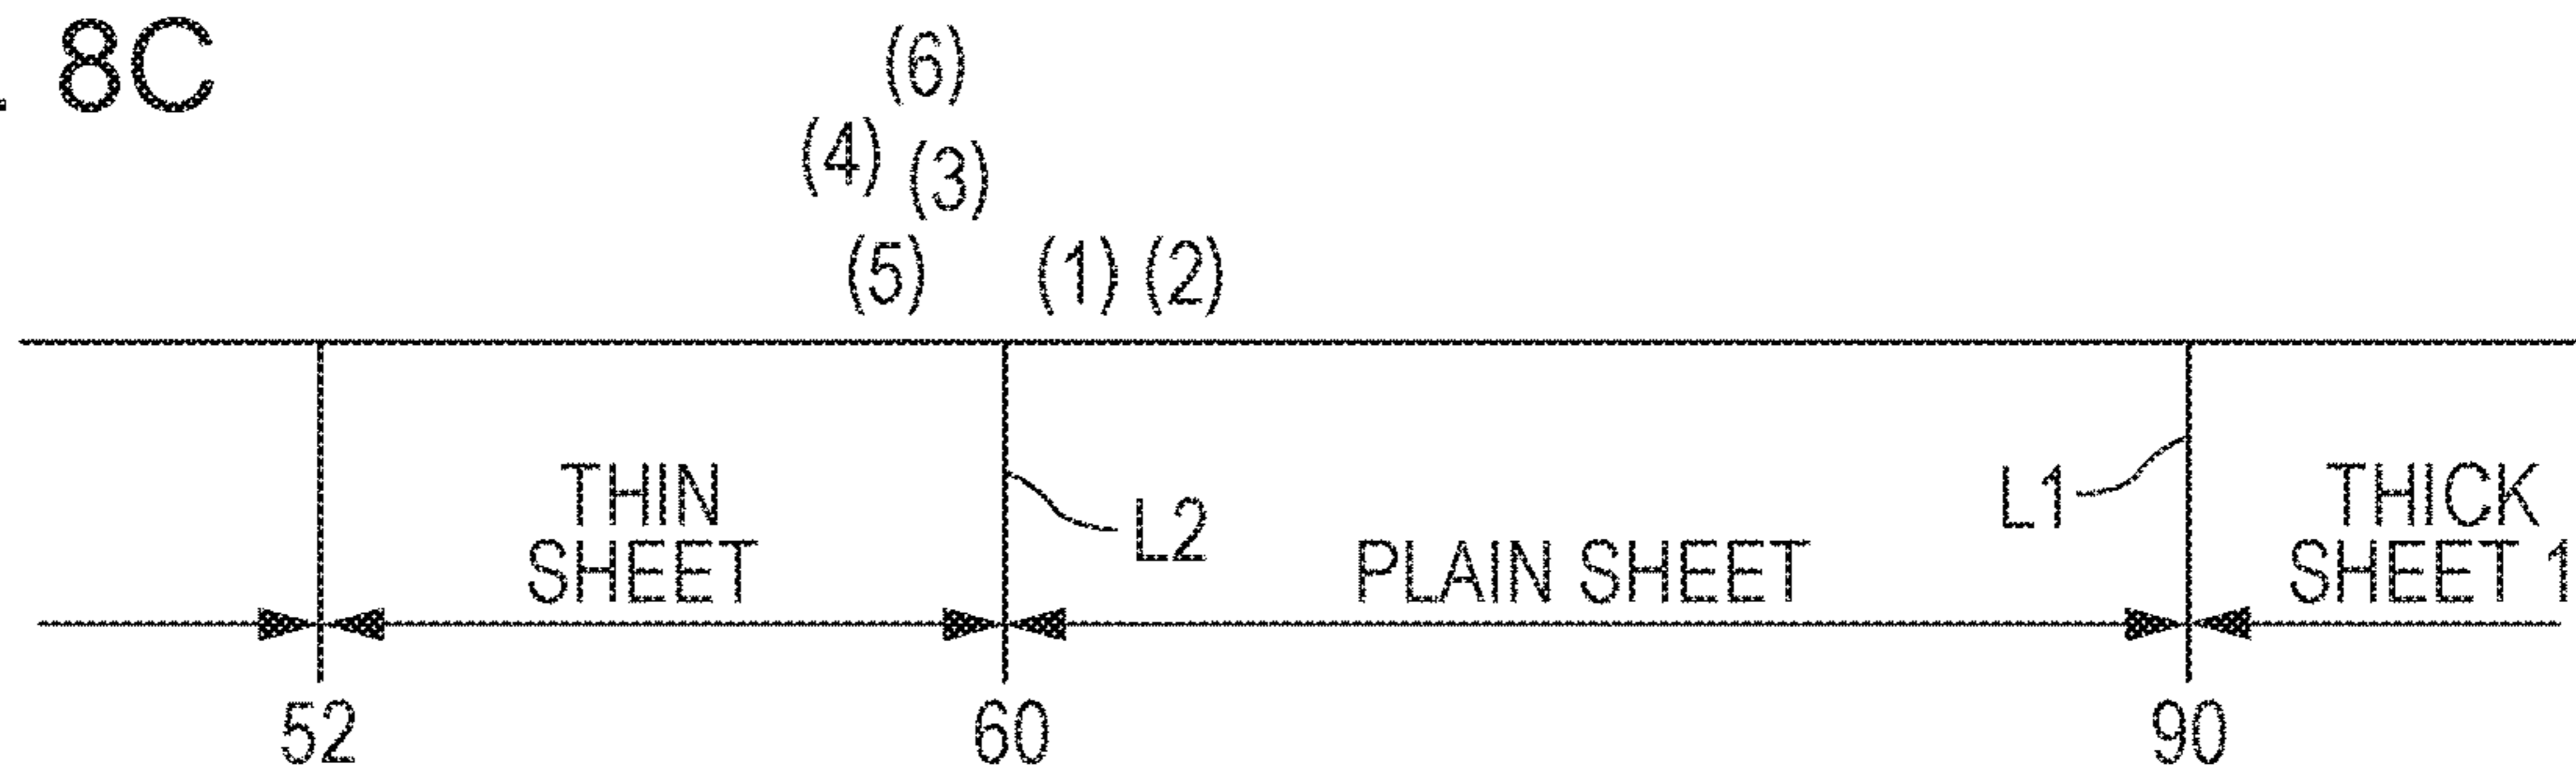 8C
(6)
(4) (3)
(5) (1) (2)
THIN
SHEET
L2
PLAIN SHEET
L1
THICK
SHEET 1
52 60 90